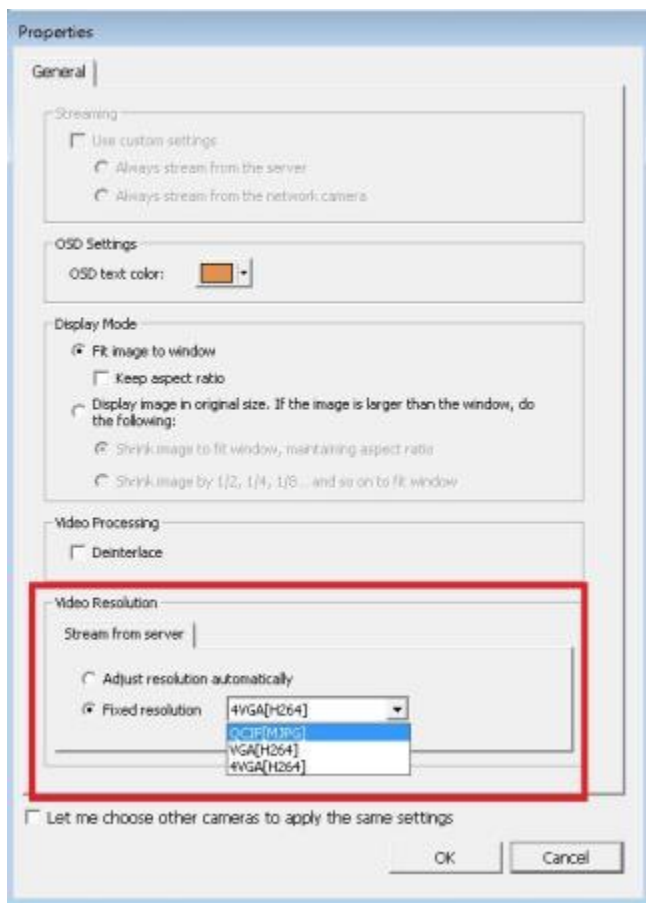 Properties
General
Streaming
Use custom settings
Always stream from the server
Always stream from the network camera
OSD Settings
OSD text color:
Display Mode
Fit image to window
Keep aspect ratio
Display image in original size. If the image is larger than the window, do
the following:
Shrink image to fit window, maintaining aspect ratio
Shrink image by 1/2, 1/4, 1/8... and so on to fit window
Video Processing
Deinterlace
Video Resolution
Stream from server
Adjust resolution automatically
Fixed resolution 4VGA[H264]
QCIF[MJPG]
VGA[H264]
4VGA[H264]
Let me choose other cameras to apply the same settings
OK Cancel